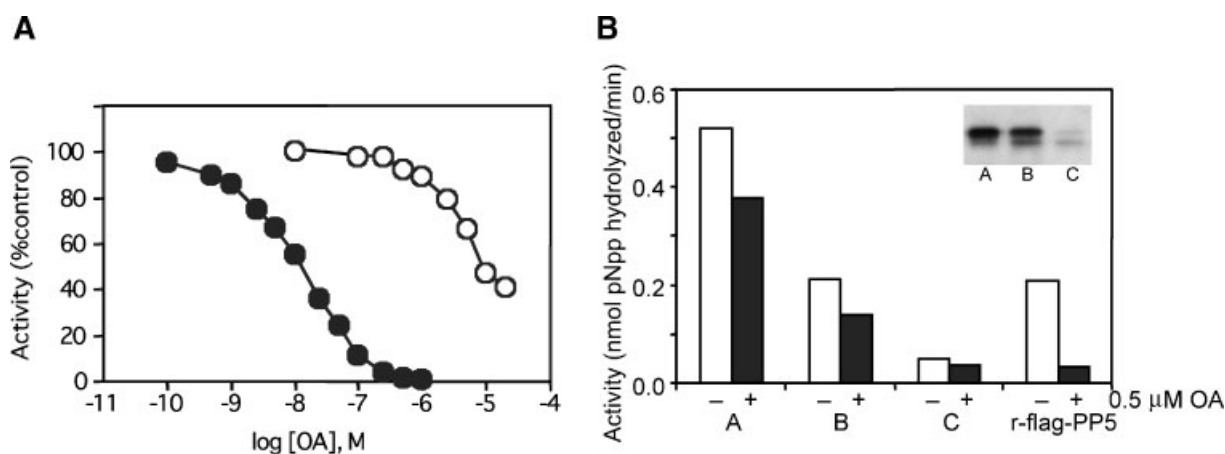 A
Activity (%control)
100
80
60
40
20
0
-11 -10 -9 -8 -7 -6 -5 -4
log [OA], M
B
Activity (nmol pNpp hydrolyzed/min)
0.6
0.4
0.2
0.0
A B C
– + – + – + – + 0.5 μM OA
A B C r-flag-PP5